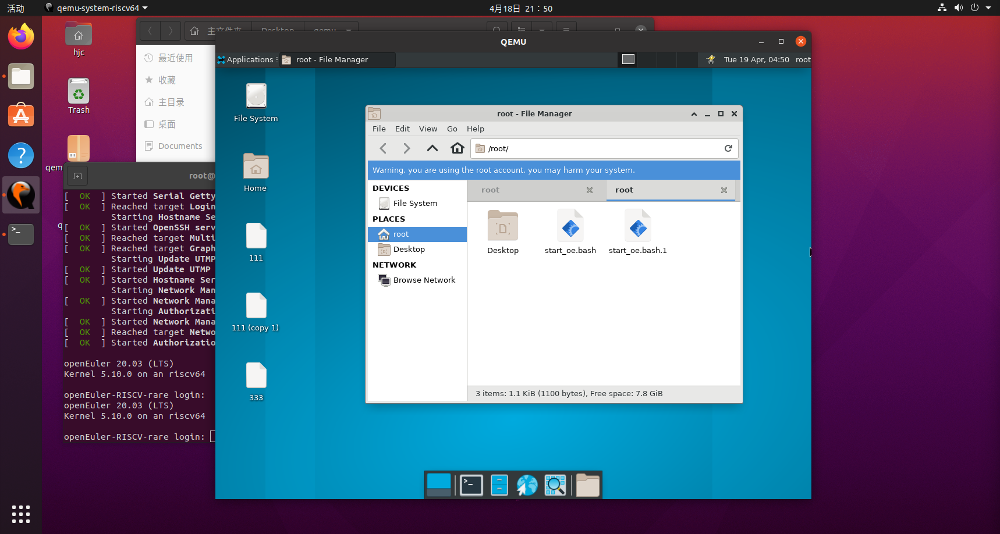 活动
qemu-system-riscv64
4月18日 21：50
hjc
Trash
qem
q
主文件夹
Desktop
qemu
最近使用
收藏
主目录
桌面
Documents
root@
[  OK  ] Started Serial Getty
[  OK  ] Reached target Login
Starting Hostname Se
[  OK  ] Started OpenSSH serv
[  OK  ] Reached target Multi
[  OK  ] Reached target Graph
Starting Update UTMP
[  OK  ] Started Update UTMP
[  OK  ] Started Hostname Ser
Starting Network Man
[  OK  ] Started Network Mana
Starting Authorizati
[  OK  ] Started Network Mana
[  OK  ] Reached target Netwo
[  OK  ] Started Authorizatio
openEuler 20.03 (LTS)
Kernel 5.10.0 on an riscv64
openEuler-RISCV-rare login:
openEuler 20.03 (LTS)
Kernel 5.10.0 on an riscv64
openEuler-RISCV-rare login:
QEMU
Applications
root - File Manager
Tue 19 Apr, 04:50
root
File System
Home
111
111 (copy 1)
333
root - File Manager
File
Edit
View
Go
Help
/root/
Warning, you are using the root account, you may harm your system.
DEVICES
File System
PLACES
root
Desktop
NETWORK
Browse Network
root
root
Desktop
start_oe.bash
start_oe.bash.1
3 items: 1.1 KiB (1100 bytes), Free space: 7.8 GiB